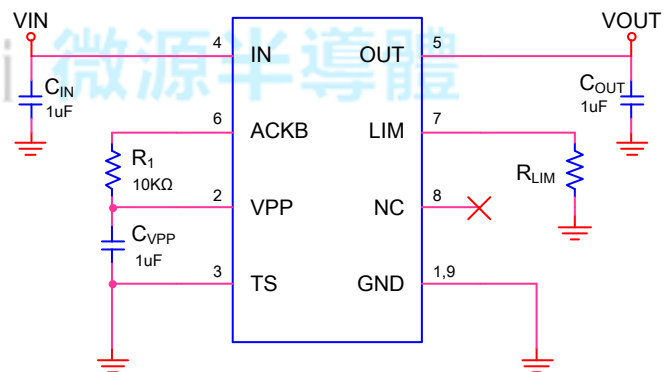 VIN
VOUT
i 微源半導體
4
IN
OUT
5
CIN
1uF
COUT
1uF
6
ACKB
LIM
7
R1
10KΩ
RLIM
2
VPP
NC
8
CVPP
1uF
3
TS
GND
1,9